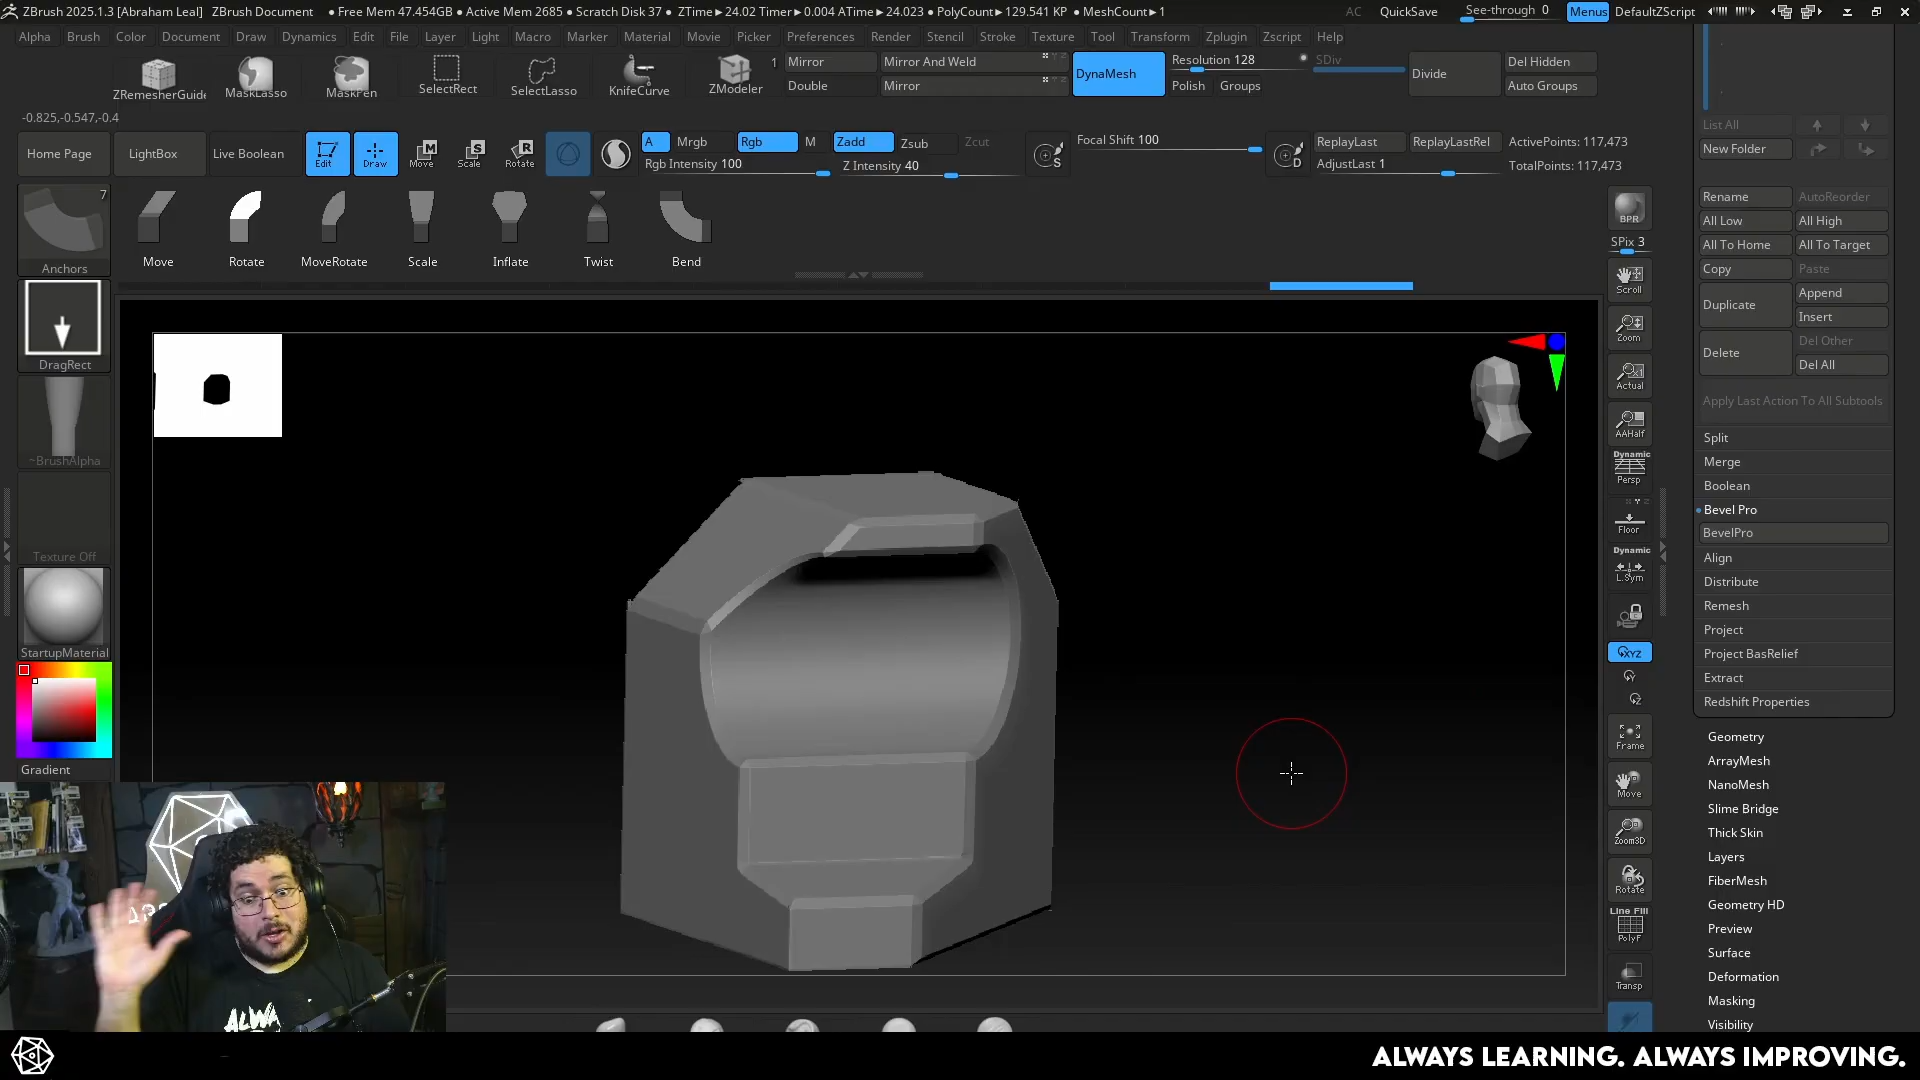 ZBrush 2025.1.3 [Abraham Leal] ZBrush Document ● Free Mem 47.454GB ● Active Mem 2685 ● Scratch Disk 37 ● ZTime► 24.02 Timer► 0.004 ATime► 24.023 ● PolyCount► 129.541 KP ● MeshCount► 1 AC QuickSave See-through 0 Menus DefaultZScript
Alpha Brush Color Document Draw Dynamics Edit File Layer Light Macro Marker Material Movie Picker Preferences Render Stencil Stroke Texture Tool Transform Zplugin Zscript Help
ZRemesherGuide MaskLasso MaskPen SelectRect SelectLasso KnifeCurve ZModeler 1
Mirror Mirror And Weld DynaMesh Resolution 128 SDiv Divide Del Hidden
Double Mirror Polish Groups Auto Groups
-0.825,-0.547,-0.4
Home Page LightBox Live Boolean Edit Draw Move Scale Rotate
A Mrgb Rgb M Zadd Zsub Zcut Focal Shift 100 ReplayLast ReplayLastRel ActivePoints: 117,473
Rgb Intensity 100 Z Intensity 40 S D AdjustLast 1 TotalPoints: 117,473
7
Anchors
Move Rotate MoveRotate Scale Inflate Twist Bend
DragRect
~BrushAlpha
Texture Off
StartupMaterial
Gradient
BPR
SPix 3
Scroll
Zoom
Actual
AAHalf
Dynamic
Persp
Floor
Dynamic
L.Sym
XYZ
Y
Z
Frame
Move
Zoom3D
Rotate
Line Fill
PolyF
Transp
List All
New Folder
Rename AutoReorder
All Low All High
All To Home All To Target
Copy Paste
Duplicate Append
Insert
Delete Del Other
Del All
Apply Last Action To All Subtools
Split
Merge
Boolean
Bevel Pro
BevelPro
Align
Distribute
Remesh
Project
Project BasRelief
Extract
Redshift Properties
Geometry
ArrayMesh
NanoMesh
Slime Bridge
Thick Skin
Layers
FiberMesh
Geometry HD
Preview
Surface
Deformation
Masking
Visibility
ALWA
ALWAYS LEARNING. ALWAYS IMPROVING.